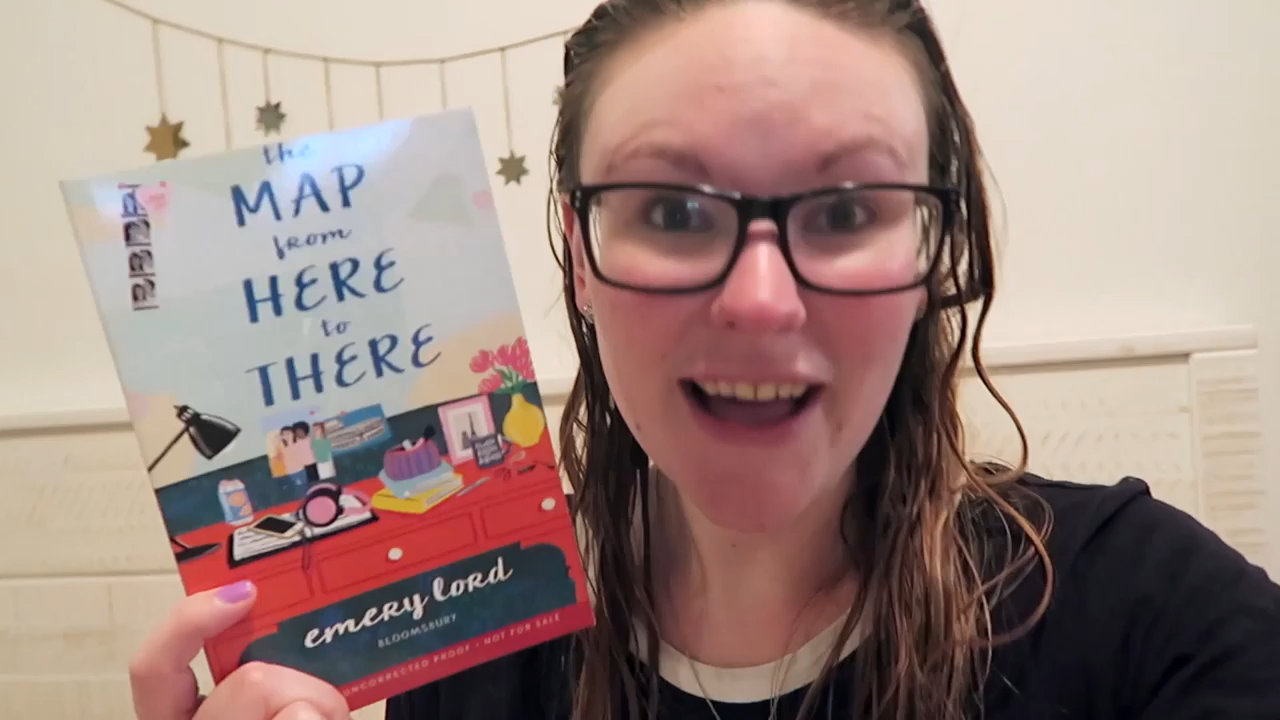 the
MAP
from
HERE
to
THERE
emery lord
BLOOMSBURY
UNCORRECTED PROOF · NOT FOR SALE